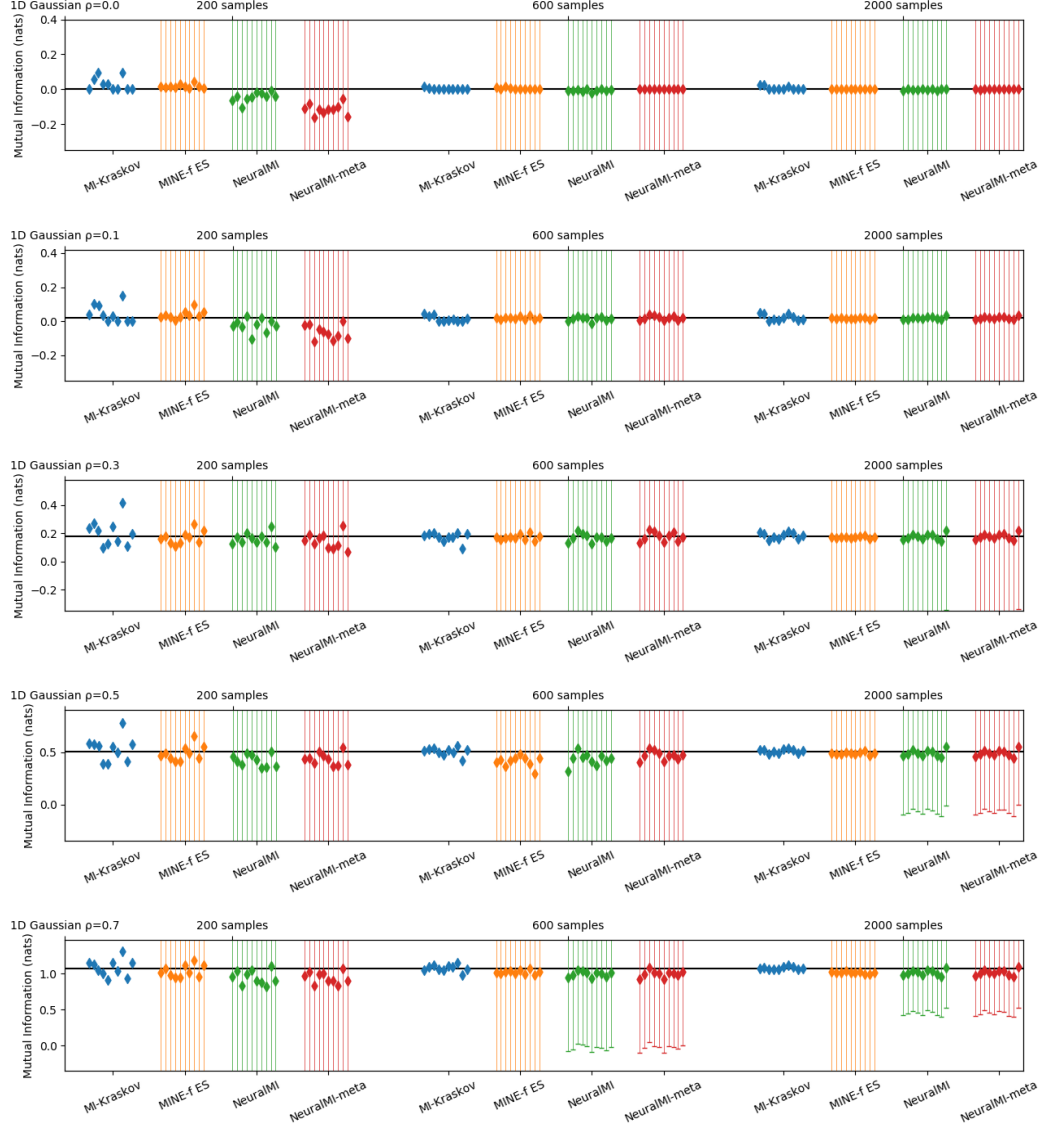 1D Gaussian ρ=0.0 200 samples 600 samples 2000 samples
Mutual Information (nats)
0.4
0.2
0.0
−0.2
MI-Kraskov MINE-f ES NeuralMI NeuralMI-meta MI-Kraskov MINE-f ES NeuralMI NeuralMI-meta MI-Kraskov MINE-f ES NeuralMI NeuralMI-meta
1D Gaussian ρ=0.1 200 samples 600 samples 2000 samples
Mutual Information (nats)
0.4
0.2
0.0
−0.2
MI-Kraskov MINE-f ES NeuralMI NeuralMI-meta MI-Kraskov MINE-f ES NeuralMI NeuralMI-meta MI-Kraskov MINE-f ES NeuralMI NeuralMI-meta
1D Gaussian ρ=0.3 200 samples 600 samples 2000 samples
Mutual Information (nats)
0.4
0.2
0.0
−0.2
MI-Kraskov MINE-f ES NeuralMI NeuralMI-meta MI-Kraskov MINE-f ES NeuralMI NeuralMI-meta MI-Kraskov MINE-f ES NeuralMI NeuralMI-meta
1D Gaussian ρ=0.5 200 samples 600 samples 2000 samples
Mutual Information (nats)
0.5
0.0
MI-Kraskov MINE-f ES NeuralMI NeuralMI-meta MI-Kraskov MINE-f ES NeuralMI NeuralMI-meta MI-Kraskov MINE-f ES NeuralMI NeuralMI-meta
1D Gaussian ρ=0.7 200 samples 600 samples 2000 samples
Mutual Information (nats)
1.0
0.5
0.0
MI-Kraskov MINE-f ES NeuralMI NeuralMI-meta MI-Kraskov MINE-f ES NeuralMI NeuralMI-meta MI-Kraskov MINE-f ES NeuralMI NeuralMI-meta